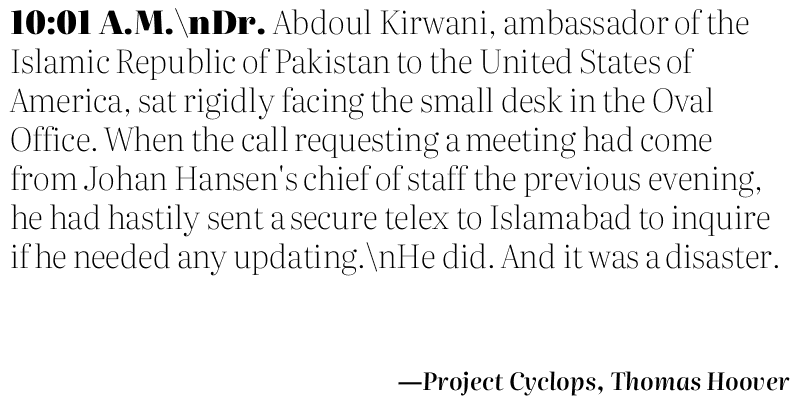 10:01 A.M.\nDr. Abdoul Kirwani, ambassador of the
Islamic Republic of Pakistan to the United States of
America, sat rigidly facing the small desk in the Oval
Office. When the call requesting a meeting had come
from Johan Hansen's chief of staff the previous evening,
he had hastily sent a secure telex to Islamabad to inquire
if he needed any updating.\nHe did. And it was a disaster.
—Project Cyclops, Thomas Hoover